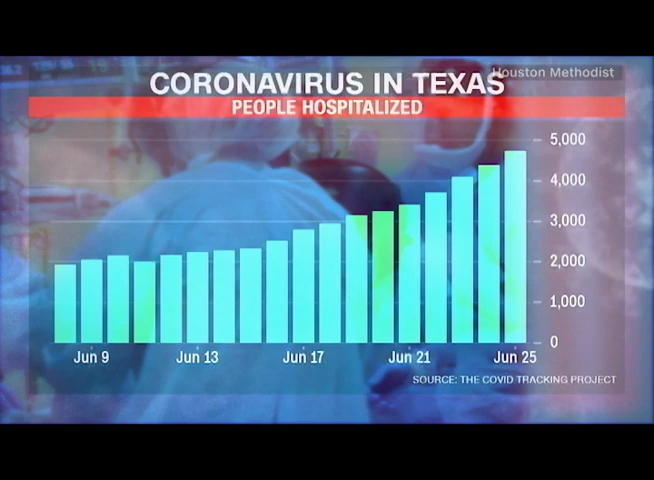 Houston Methodist
CORONAVIRUS IN TEXAS
PEOPLE HOSPITALIZED
5,000
4,000
3,000
2,000
1,000
0
Jun 9 Jun 13 Jun 17 Jun 21 Jun 25
SOURCE: THE COVID TRACKING PROJECT